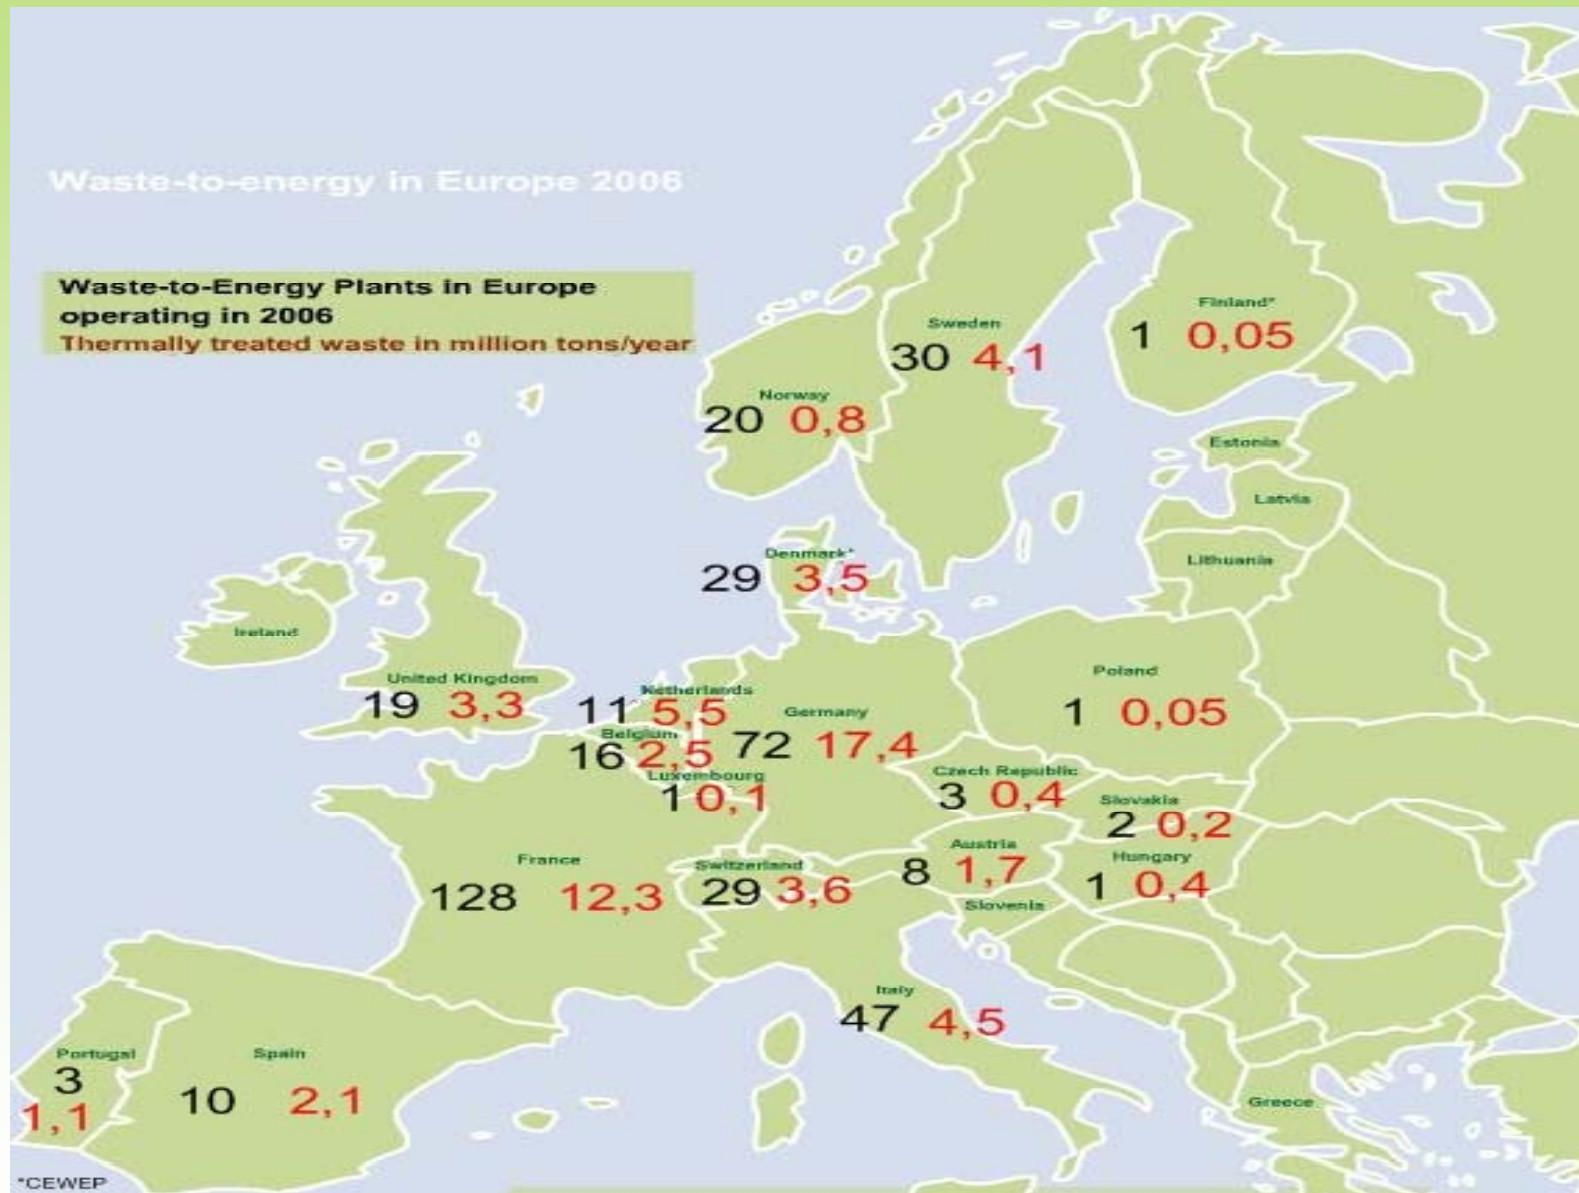 Waste-to-energy in Europe 2006
Waste-to-Energy Plants in Europe
operating in 2006
Thermally treated waste in million tons/year
Finland*
1 0,05
Sweden
30 4,1
Norway
20 0,8
Estonia
Latvia
Lithuania
Denmark*
29 3,5
Ireland
United Kingdom
19 3,3
Netherlands
11 5,5
Germany
72 17,4
Belgium
16 2,5
Luxembourg
1 0,1
Poland
1 0,05
Czech Republic
3 0,4
Slovakia
2 0,2
Austria
8 1,7
Hungary
1 0,4
France
128 12,3
Switzerland
29 3,6
Slovenia
Italy
47 4,5
Portugal
3
1,1
Spain
10 2,1
Greece
*CEWEP